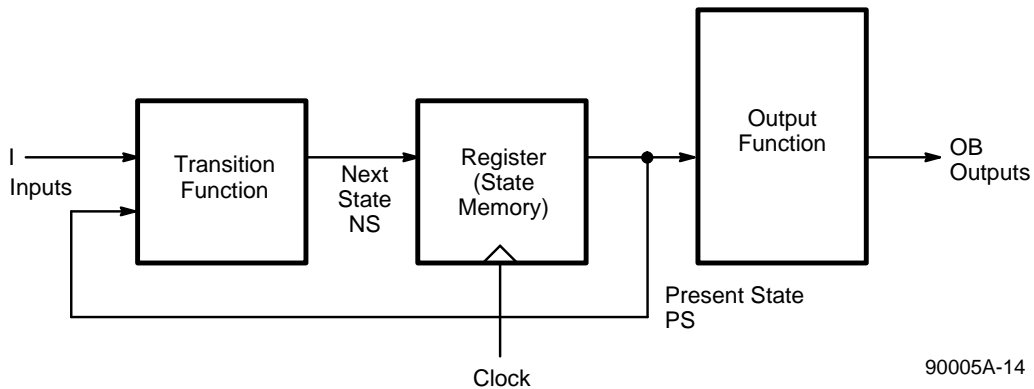 I
Inputs
Transition
Function
Next
State
NS
Register
(State
Memory)
Clock
Present State
PS
Output
Function
OB
Outputs
90005A-14